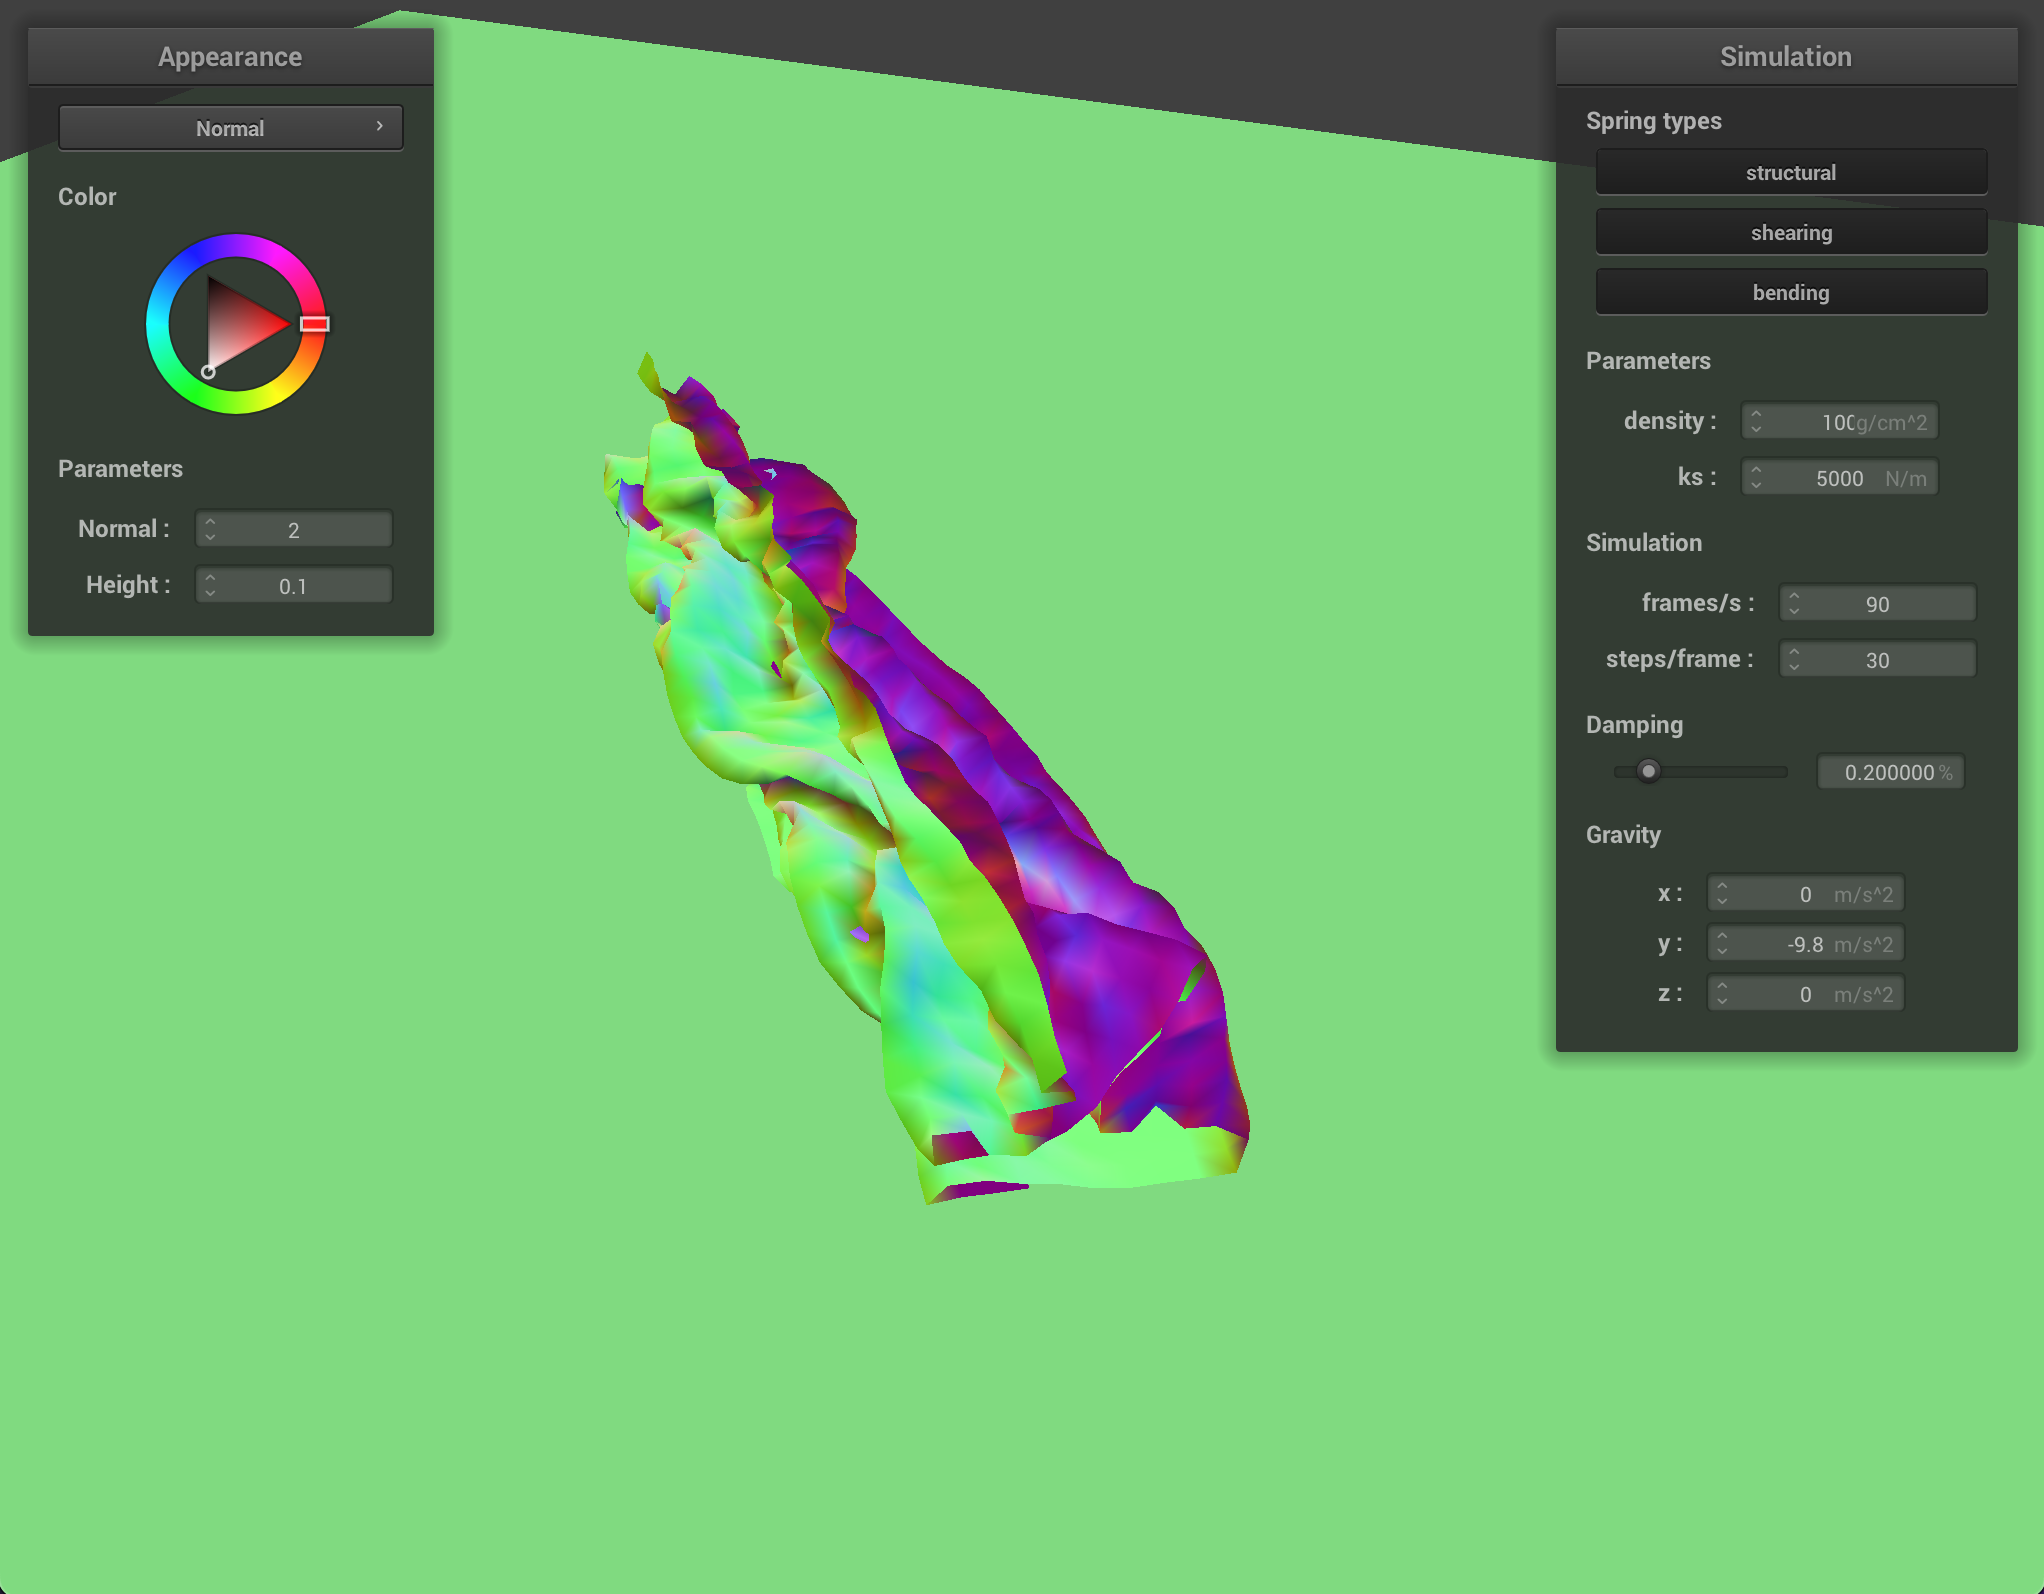 Appearance
Normal
Color
Parameters
Normal : 2
Height : 0.1
Simulation
Spring types
structural
shearing
bending
Parameters
density : 100 g/cm^2
ks : 5000 N/m
Simulation
frames/s : 90
steps/frame : 30
Damping
0.200000 %
Gravity
x : 0 m/s^2
y : -9.8 m/s^2
z : 0 m/s^2